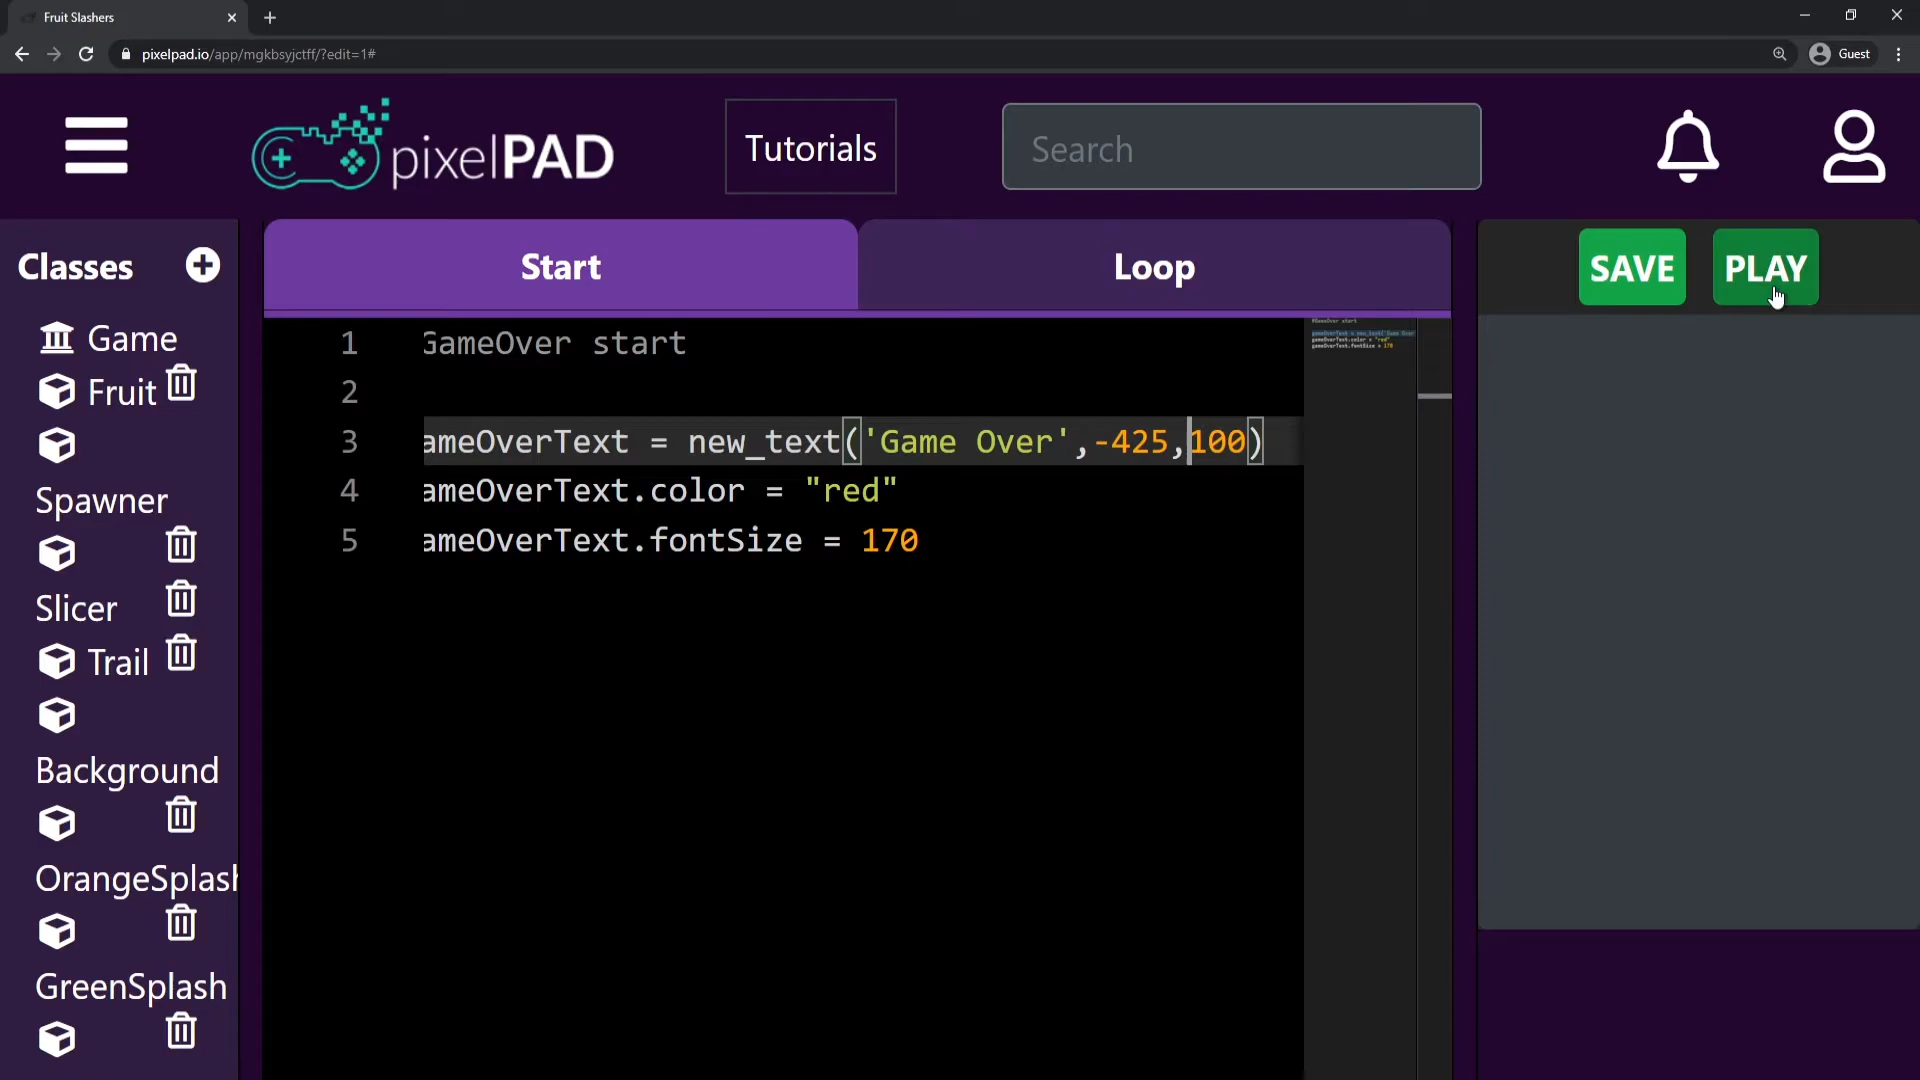 Fruit Slashers
pixelpad.io/app/mgkbsyjctff/?edit=1#
Guest
pixelPAD
Tutorials
Search
Classes
Game
Fruit
Spawner
Slicer
Trail
Background
OrangeSplash
GreenSplash
Start
Loop
1 GameOver start
2
3 ameOverText = new_text('Game Over',-425,100)
4 ameOverText.color = "red"
5 ameOverText.fontSize = 170
SAVE
PLAY